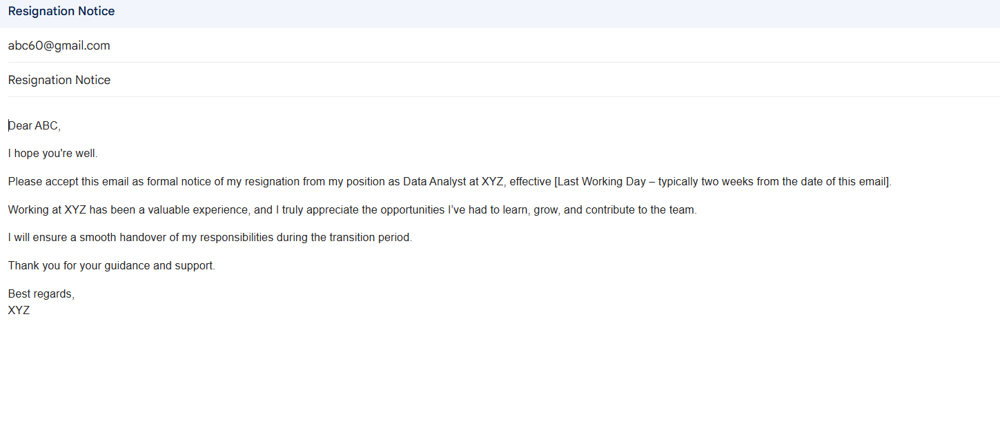 Resignation Notice
abc60@gmail.com
Resignation Notice
Dear ABC,
I hope you're well.
Please accept this email as formal notice of my resignation from my position as Data Analyst at XYZ, effective [Last Working Day – typically two weeks from the date of this email].
Working at XYZ has been a valuable experience, and I truly appreciate the opportunities I’ve had to learn, grow, and contribute to the team.
I will ensure a smooth handover of my responsibilities during the transition period.
Thank you for your guidance and support.
Best regards,
XYZ